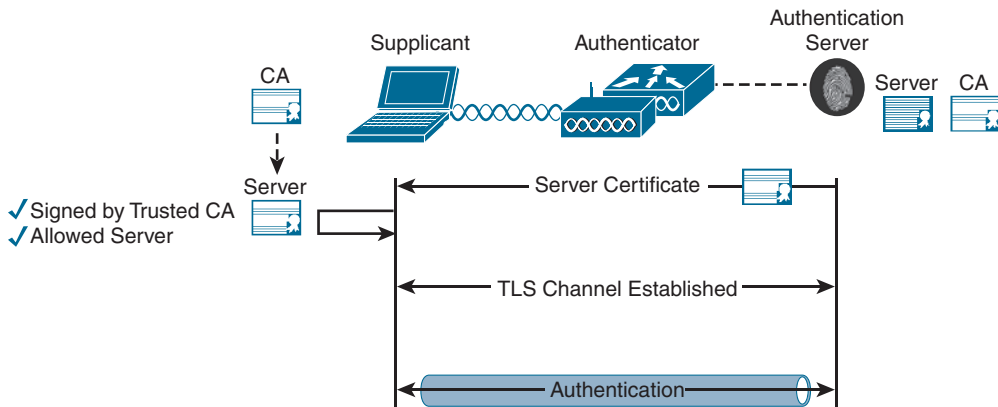 Authentication
Server
Supplicant
Authenticator
CA
Server
CA
Server
Signed by Trusted CA
Allowed Server
Server Certificate
TLS Channel Established
Authentication